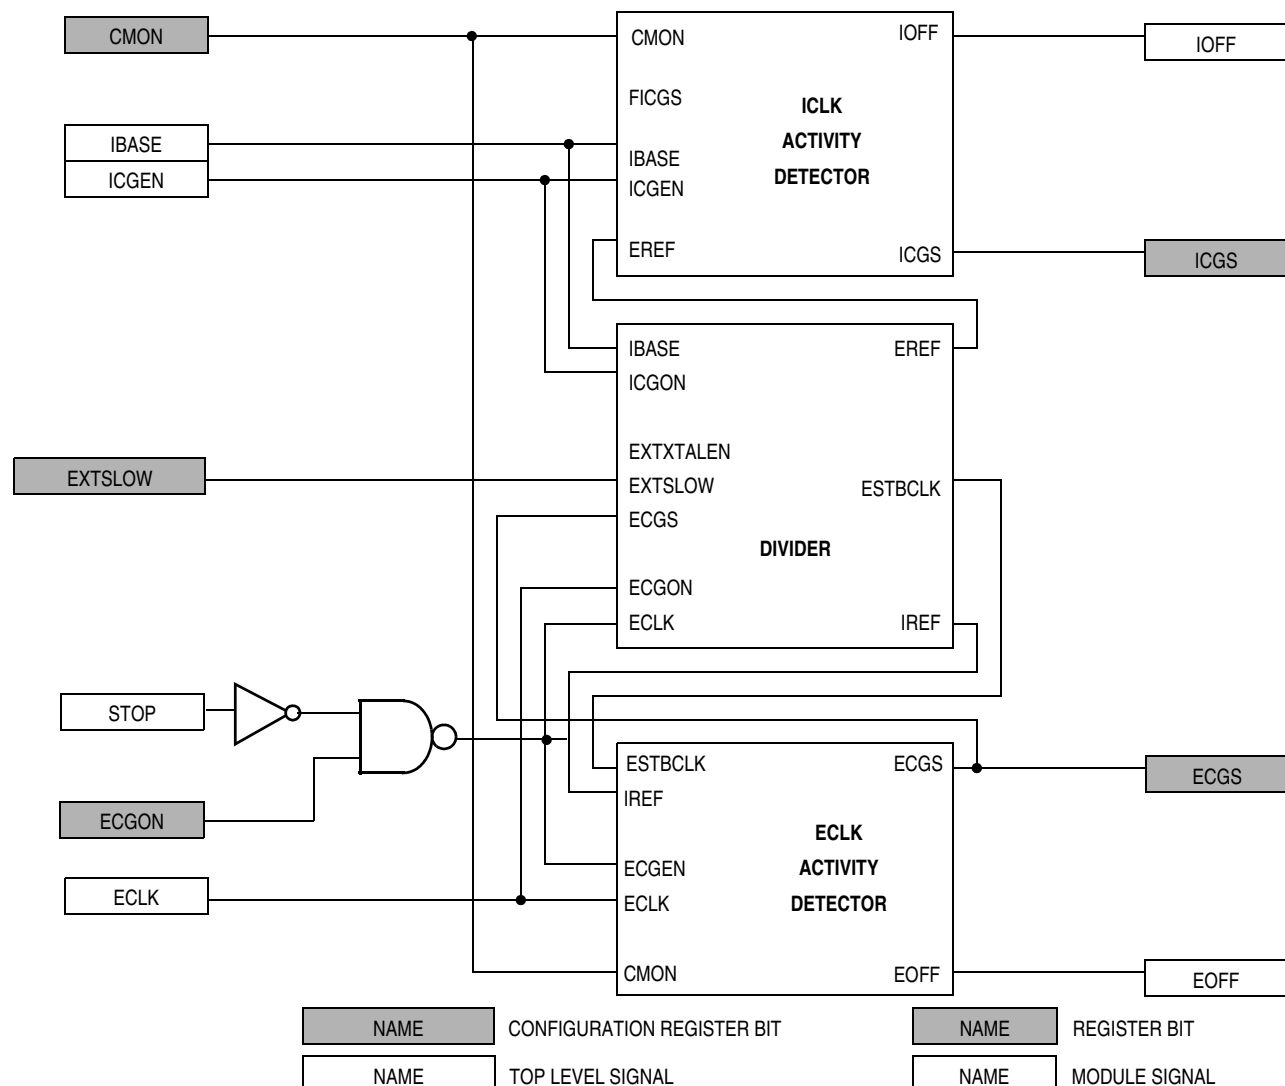 CMON
CMON
IOFF
IOFF
FICGS
ICLK
ACTIVITY
DETECTOR
IBASE
IBASE
ICGEN
ICGEN
EREF
ICGS
ICGS
IBASE
EREF
ICGON
EXTXTALEN
EXTSLOW
EXTSLOW
ESTBCLK
ECGS
DIVIDER
ECGON
ECLK
IREF
STOP
ESTBCLK
ECGS
ECGS
IREF
ECGON
ECLK
ACTIVITY
DETECTOR
ECGEN
ECLK
ECLK
CMON
EOFF
EOFF
NAME CONFIGURATION REGISTER BIT
NAME REGISTER BIT
NAME TOP LEVEL SIGNAL
NAME MODULE SIGNAL